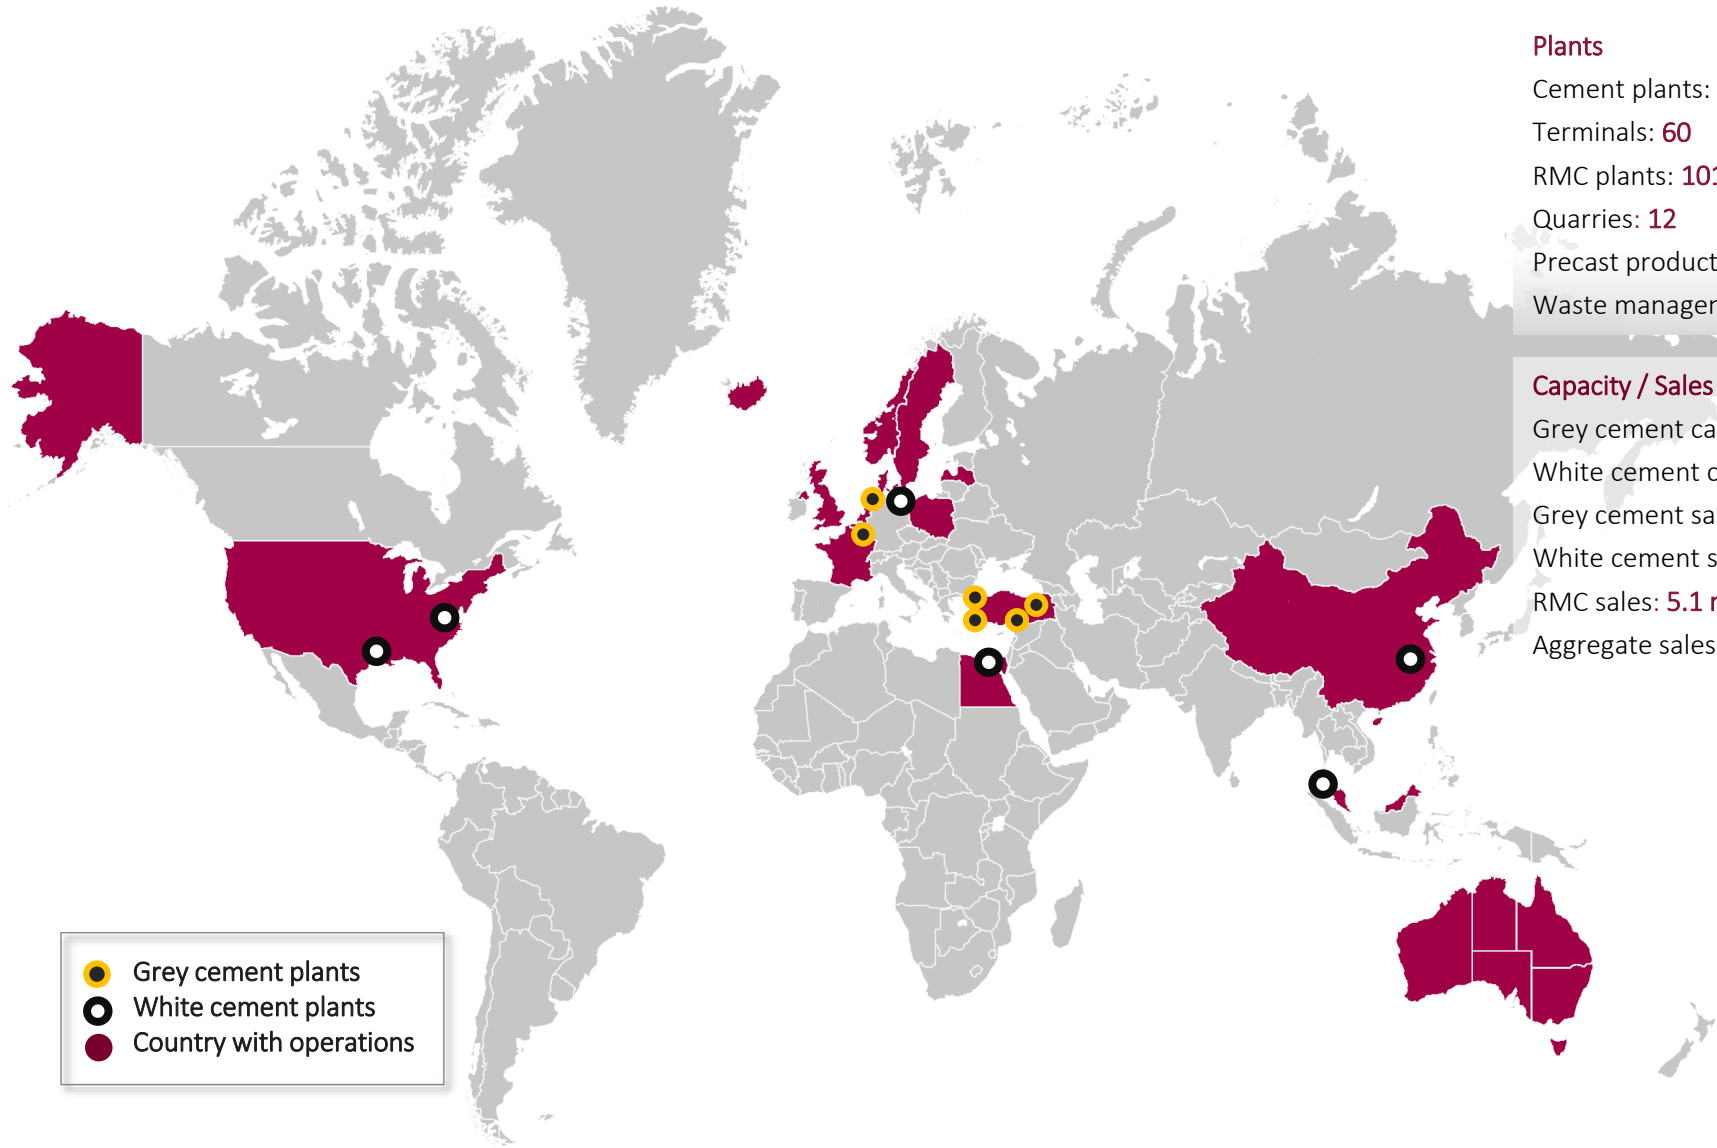 Plants
Cement plants:
Terminals: 60
RMC plants: 101
Quarries: 12
Precast product
Waste manager
Capacity / Sales
Grey cement ca
White cement c
Grey cement sa
White cement s
RMC sales: 5.1 r
Aggregate sales
Grey cement plants
White cement plants
Country with operations